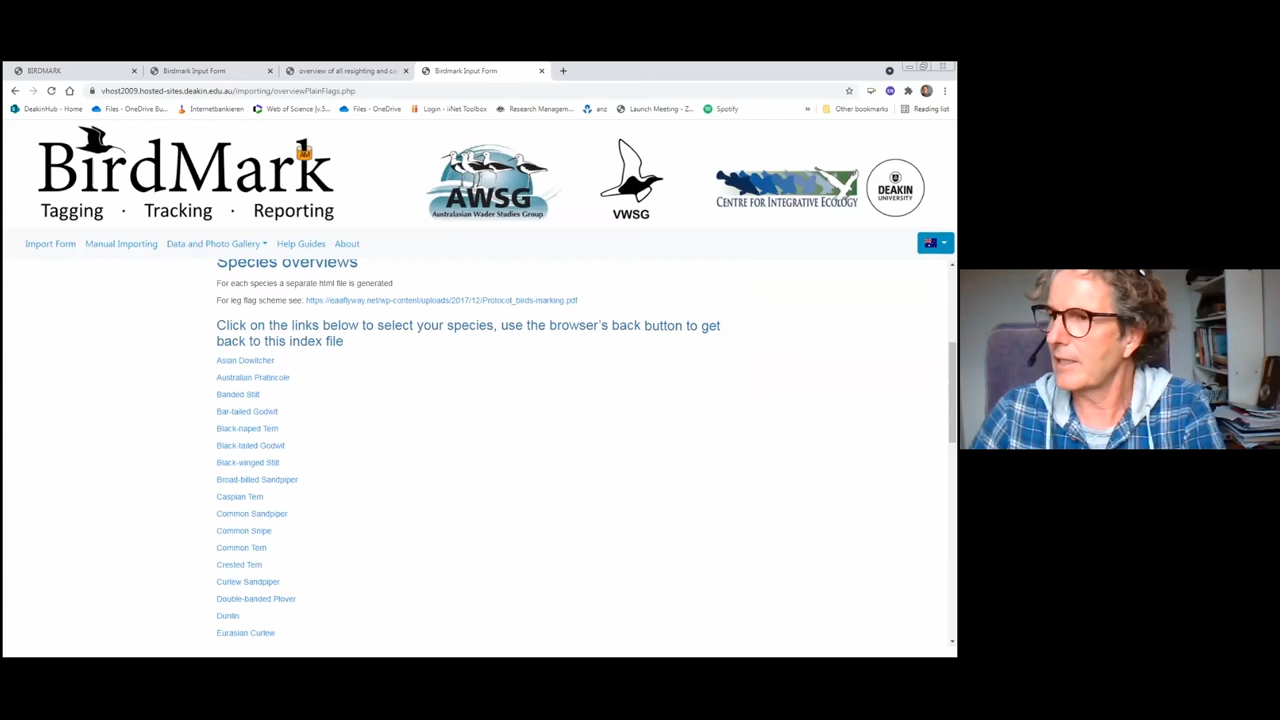 BIRDMARK
Birdmark Input Form
overview of all resighting and ca
Birdmark Input Form
vhost2009.hosted-sites.deakin.edu.au/importing/overviewPlainFlags.php
DeakinHub - Home
Files - OneDrive Bu
Internetbankieren
Web of Science [v.5...
Files - OneDrive
Login - iiNet Toolbox
Research Managem...
anz
Launch Meeting - Z...
Spotify
»
Other bookmarks
Reading list
BirdMark
AM
Tagging · Tracking · Reporting
AWSG
Australasian Wader Studies Group
VWSG
CENTRE FOR INTEGRATIVE ECOLOGY
DEAKIN
UNIVERSITY
Import Form
Manual Importing
Data and Photo Gallery
Help Guides
About
Species overviews
For each species a separate html file is generated
For leg flag scheme see: https://eaaflyway.net/wp-content/uploads/2017/12/Protocol_birds-marking.pdf
Click on the links below to select your species, use the browser's back button to get
back to this index file
Asian Dowitcher
Australian Pratincole
Banded Stilt
Bar-tailed Godwit
Black-naped Tern
Black-tailed Godwit
Black-winged Stilt
Broad-billed Sandpiper
Caspian Tern
Common Sandpiper
Common Snipe
Common Tern
Crested Tern
Curlew Sandpiper
Double-banded Plover
Dunlin
Eurasian Curlew